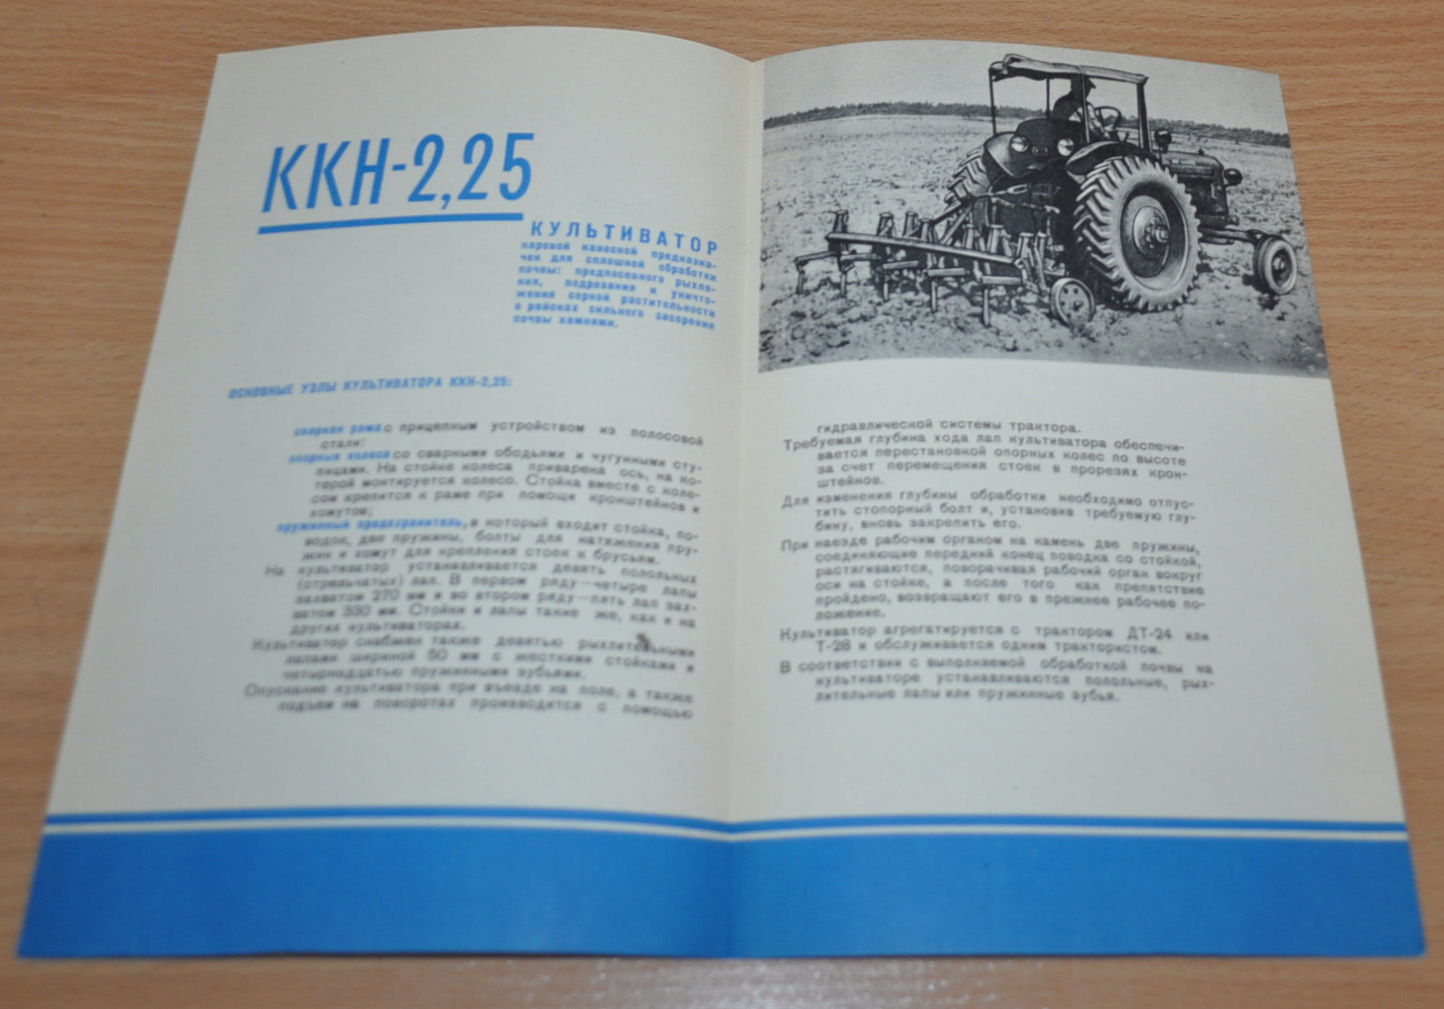 ККН-2,25
КУЛЬТИВАТОР
паровой навесной предназна-
чен для сплошной обработки
почвы: предпосевного рыхле-
ния, подрезания и уничто-
жения сорной растительности
в районах сильного засорения
почвы камнями.
ОСНОВНЫЕ УЗЛЫ КУЛЬТИВАТОРА ККН-2,25:
сварная рама с прицепным устройством из полосовой
стали;
опорные колеса со сварными ободьями и чугунными сту-
пицами. На стойке колеса приварена ось, на ко-
торой монтируется колесо. Стойка вместе с коле-
сом крепится к раме при помощи кронштейнов и
хомутов;
пружинный предохранитель, в который входит стойка, по-
водок, две пружины, болты для натяжения пру-
жин и хомут для крепления стоек к брусьям.
На культиватор устанавливается девять полольных
(стрельчатых) лап. В первом ряду—четыре лапы
захватом 270 мм и во втором ряду—пять лап зах-
ватом 330 мм. Стойки и лапы такие же, как и на
других культиваторах.
Культиватор снабжен также девятью рыхлительными
лапами шириной 50 мм с жесткими стойками и
четырнадцатью пружинными зубьями.
Опускание культиватора при въезде на поле, а также
подъем на поворотах производится с помощью
гидравлической системы трактора.
Требуемая глубина хода лап культиватора обеспечи-
вается перестановкой опорных колес по высоте
за счет перемещения стоек в прорезях крон-
штейнов.
Для изменения глубины обработки необходимо отпус-
тить стопорный болт и, установив требуемую глу-
бину, вновь закрепить его.
При наезде рабочим органом на камень две пружины,
соединяющие передний конец поводка со стойкой,
растягиваются, поворачивая рабочий орган вокруг
оси на стойке, а после того как препятствие
пройдено, возвращают его в прежнее рабочее по-
ложение.
Культиватор агрегатируется с трактором ДТ-24 или
Т-28 и обслуживается одним трактористом.
В соответствии с выполняемой обработкой почвы на
культиваторе устанавливаются полольные, рых-
лительные лапы или пружинные зубья.